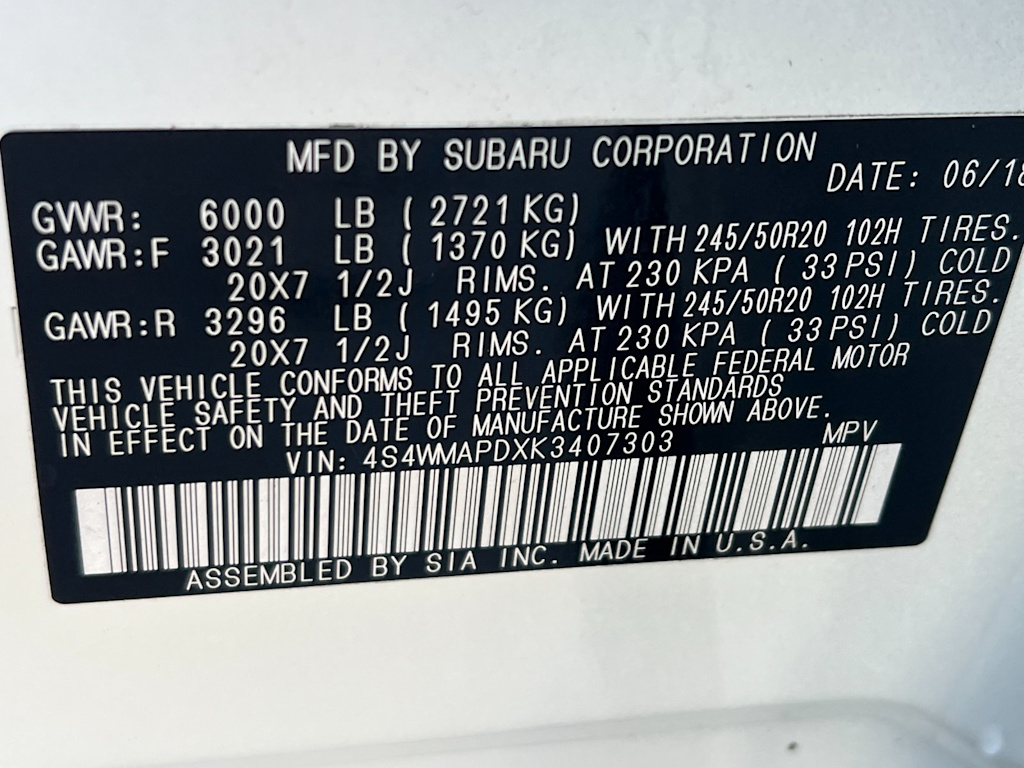 MFD BY SUBARU CORPORATION
DATE: 06/18
GVWR: 6000 LB ( 2721 KG)
GAWR:F 3021 LB ( 1370 KG) WITH 245/50R20 102H TIRES.
20X7 1/2J RIMS. AT 230 KPA ( 33 PSI) COLD
GAWR:R 3296 LB ( 1495 KG) WITH 245/50R20 102H TIRES.
20X7 1/2J RIMS. AT 230 KPA ( 33 PSI) COLD
THIS VEHICLE CONFORMS TO ALL APPLICABLE FEDERAL MOTOR
VEHICLE SAFETY AND THEFT PREVENTION STANDARDS
IN EFFECT ON THE DATE OF MANUFACTURE SHOWN ABOVE.
VIN: 4S4WMAPDXK3407303 MPV
ASSEMBLED BY SIA INC. MADE IN U.S.A.